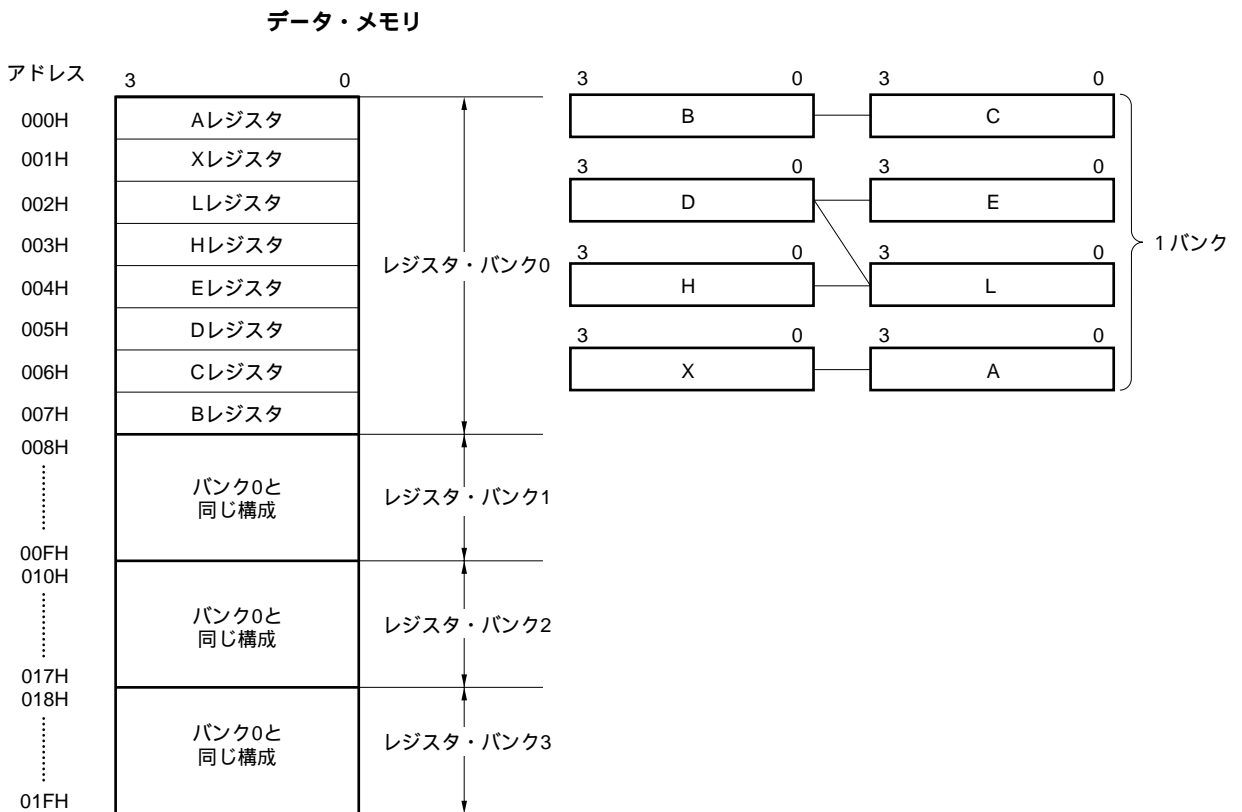 データ・メモリ
アドレス
3 0
000H Aレジスタ
001H Xレジスタ
002H Lレジスタ
003H Hレジスタ
004H Eレジスタ
005H Dレジスタ
006H Cレジスタ
007H Bレジスタ
レジスタ・バンク0
008H
00FH
バンク0と
同じ構成
レジスタ・バンク1
010H
017H
バンク0と
同じ構成
レジスタ・バンク2
018H
01FH
バンク0と
同じ構成
レジスタ・バンク3
3 0 3 0
B C
3 0 3 0
D E
3 0 3 0
H L
3 0 3 0
X A
1バンク